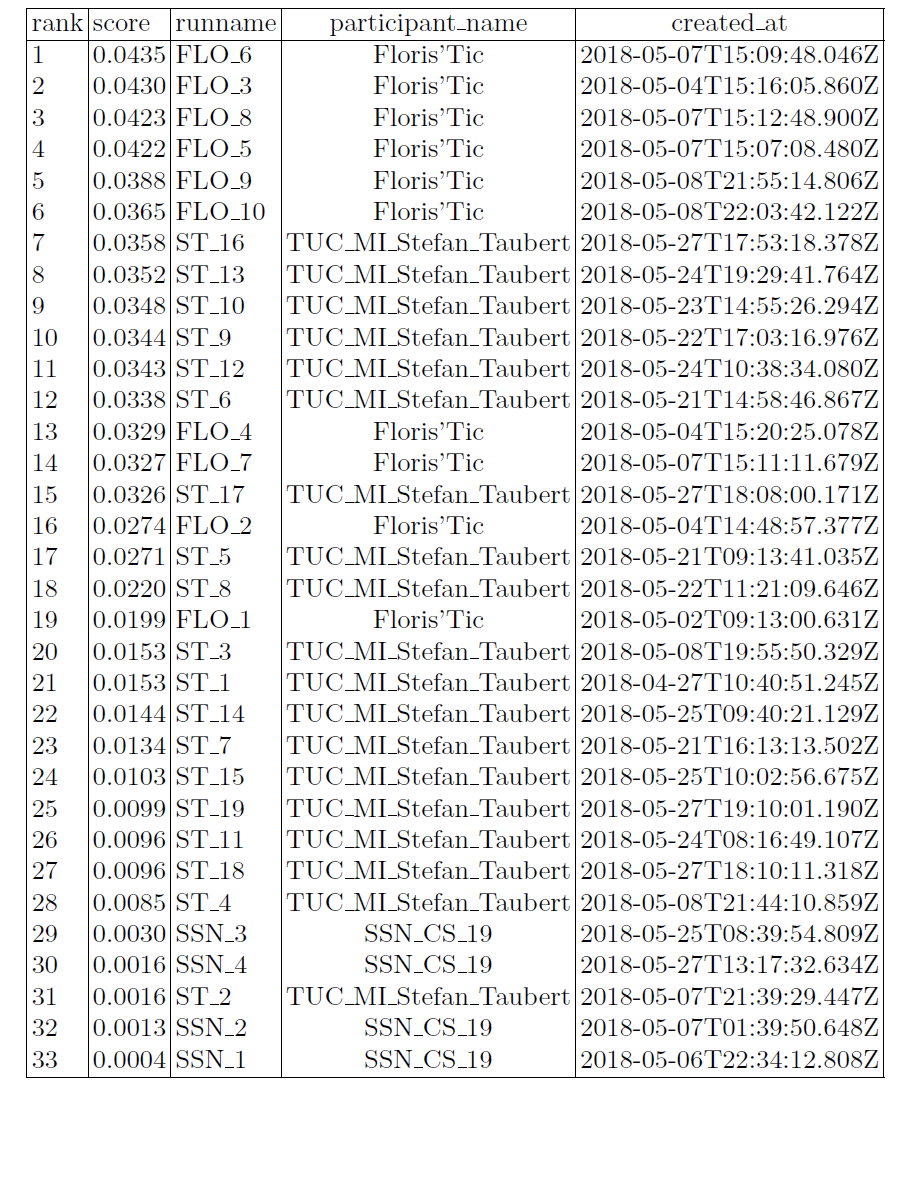 rank score runname participant_name created_at
1 0.0435 FLO_6 Floris'Tic 2018-05-07T15:09:48.046Z
2 0.0430 FLO_3 Floris'Tic 2018-05-04T15:16:05.860Z
3 0.0423 FLO_8 Floris'Tic 2018-05-07T15:12:48.900Z
4 0.0422 FLO_5 Floris'Tic 2018-05-07T15:07:08.480Z
5 0.0388 FLO_9 Floris'Tic 2018-05-08T21:55:14.806Z
6 0.0365 FLO_10 Floris'Tic 2018-05-08T22:03:42.122Z
7 0.0358 ST_16 TUC_MI_Stefan_Taubert 2018-05-27T17:53:18.378Z
8 0.0352 ST_13 TUC_MI_Stefan_Taubert 2018-05-24T19:29:41.764Z
9 0.0348 ST_10 TUC_MI_Stefan_Taubert 2018-05-23T14:55:26.294Z
10 0.0344 ST_9 TUC_MI_Stefan_Taubert 2018-05-22T17:03:16.976Z
11 0.0343 ST_12 TUC_MI_Stefan_Taubert 2018-05-24T10:38:34.080Z
12 0.0338 ST_6 TUC_MI_Stefan_Taubert 2018-05-21T14:58:46.867Z
13 0.0329 FLO_4 Floris'Tic 2018-05-04T15:20:25.078Z
14 0.0327 FLO_7 Floris'Tic 2018-05-07T15:11:11.679Z
15 0.0326 ST_17 TUC_MI_Stefan_Taubert 2018-05-27T18:08:00.171Z
16 0.0274 FLO_2 Floris'Tic 2018-05-04T14:48:57.377Z
17 0.0271 ST_5 TUC_MI_Stefan_Taubert 2018-05-21T09:13:41.035Z
18 0.0220 ST_8 TUC_MI_Stefan_Taubert 2018-05-22T11:21:09.646Z
19 0.0199 FLO_1 Floris'Tic 2018-05-02T09:13:00.631Z
20 0.0153 ST_3 TUC_MI_Stefan_Taubert 2018-05-08T19:55:50.329Z
21 0.0153 ST_1 TUC_MI_Stefan_Taubert 2018-04-27T10:40:51.245Z
22 0.0144 ST_14 TUC_MI_Stefan_Taubert 2018-05-25T09:40:21.129Z
23 0.0134 ST_7 TUC_MI_Stefan_Taubert 2018-05-21T16:13:13.502Z
24 0.0103 ST_15 TUC_MI_Stefan_Taubert 2018-05-25T10:02:56.675Z
25 0.0099 ST_19 TUC_MI_Stefan_Taubert 2018-05-27T19:10:01.190Z
26 0.0096 ST_11 TUC_MI_Stefan_Taubert 2018-05-24T08:16:49.107Z
27 0.0096 ST_18 TUC_MI_Stefan_Taubert 2018-05-27T18:10:11.318Z
28 0.0085 ST_4 TUC_MI_Stefan_Taubert 2018-05-08T21:44:10.859Z
29 0.0030 SSN_3 SSN_CS_19 2018-05-25T08:39:54.809Z
30 0.0016 SSN_4 SSN_CS_19 2018-05-27T13:17:32.634Z
31 0.0016 ST_2 TUC_MI_Stefan_Taubert 2018-05-07T21:39:29.447Z
32 0.0013 SSN_2 SSN_CS_19 2018-05-07T01:39:50.648Z
33 0.0004 SSN_1 SSN_CS_19 2018-05-06T22:34:12.808Z